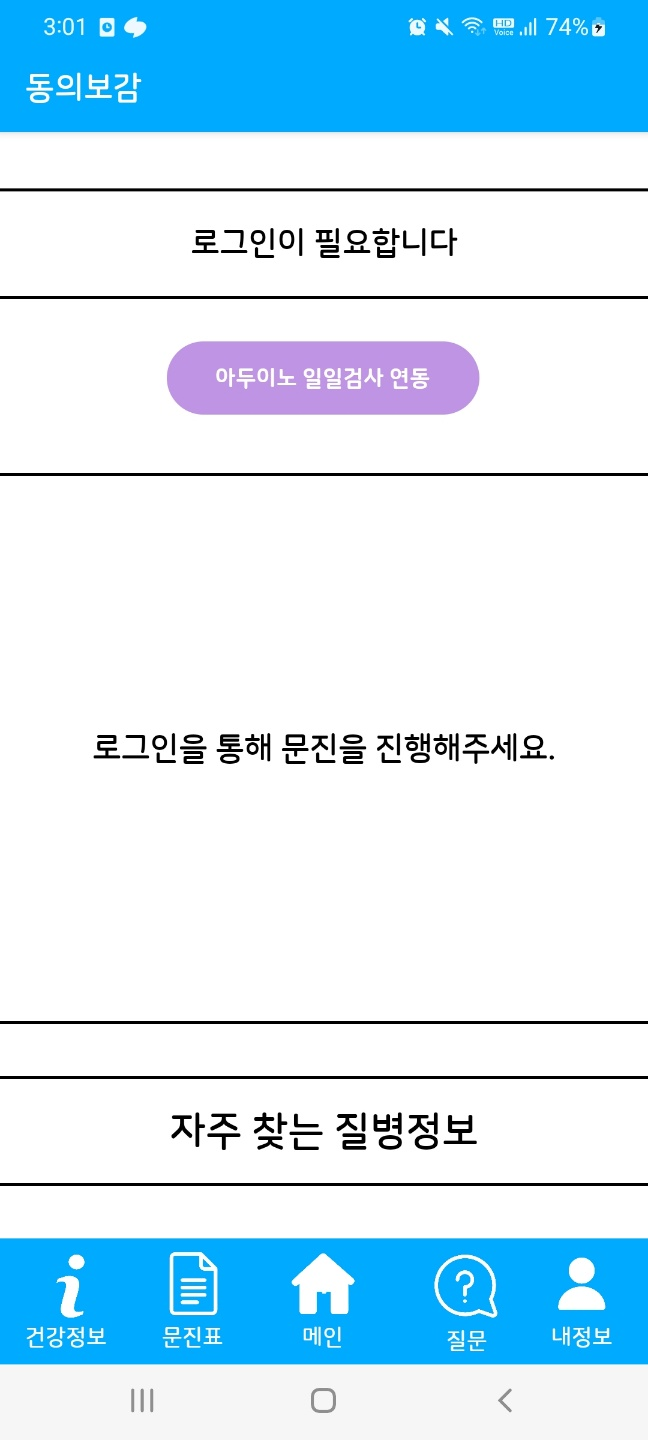 3:01
HD Voice 74%
동의보감
로그인이 필요합니다
아두이노 일일검사 연동
로그인을 통해 문진을 진행해주세요.
자주 찾는 질병정보
건강정보 문진표 메인 질문 내정보